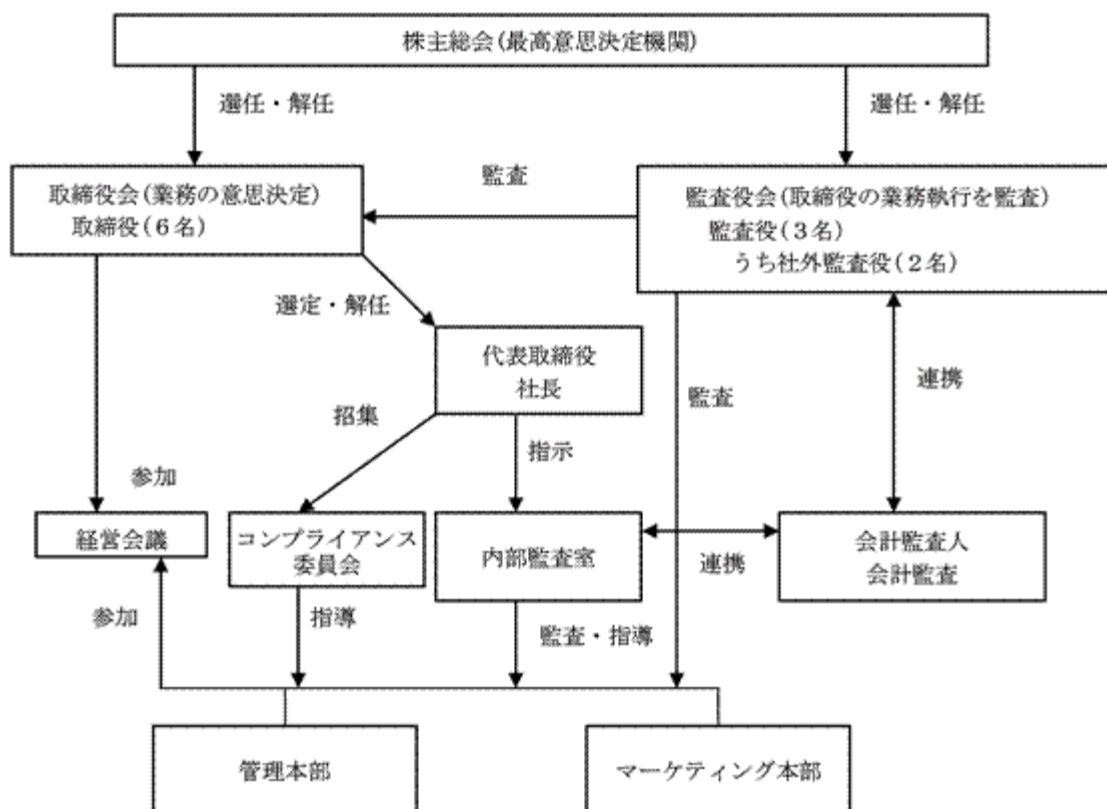 株主総会(最高意思決定機関)
選任・解任
選任・解任
取締役会(業務の意思決定)
取締役(6名)
監査
監査役会(取締役の業務執行を監査)
監査役(3名)
うち社外監査役(2名)
選定・解任
代表取締役
社長
監査
連携
招集
指示
参加
経営会議
コンプライアンス
委員会
内部監査室
連携
会計監査人
会計監査
参加
指導
監査・指導
管理本部
マーケティング本部